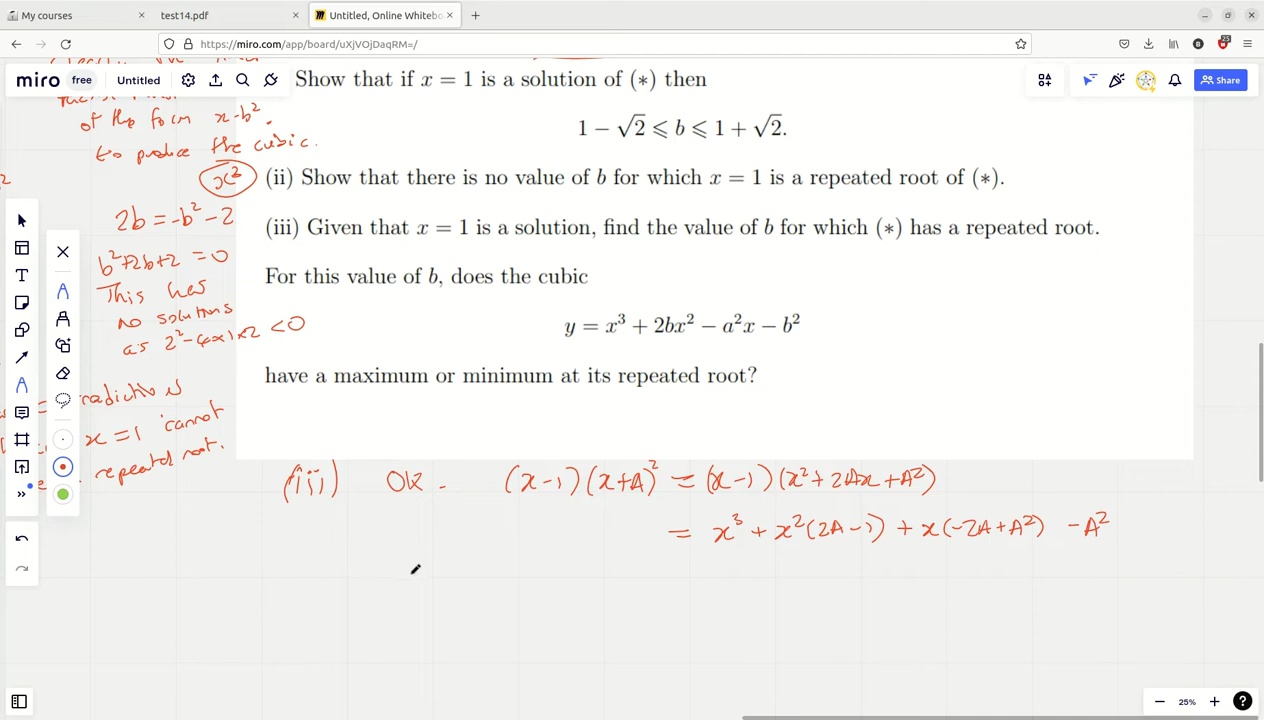 My courses
test14.pdf
Untitled, Online Whitebo
https://miro.com/app/board/uXjVOjDaqRM=/
25
miro free Untitled
Share
of the form x-b².
to produce the cubic.
x²
2b = -b² - 2
b²+2b+2 = 0
This has
no solutions
as 2² - 4×1×2 < 0
x = 1 cannot
repeated root.
Show that if x = 1 is a solution of (*) then
1 − √2 ⩽ b ⩽ 1 + √2.
(ii) Show that there is no value of b for which x = 1 is a repeated root of (*).
(iii) Given that x = 1 is a solution, find the value of b for which (*) has a repeated root.
For this value of b, does the cubic
y = x³ + 2bx² − a²x − b²
have a maximum or minimum at its repeated root?
(iii) OK. (x-1)(x+A)² = (x-1)(x²+2Ax+A²)
= x³ + x²(2A-1) + x(-2A+A²) - A²
25%